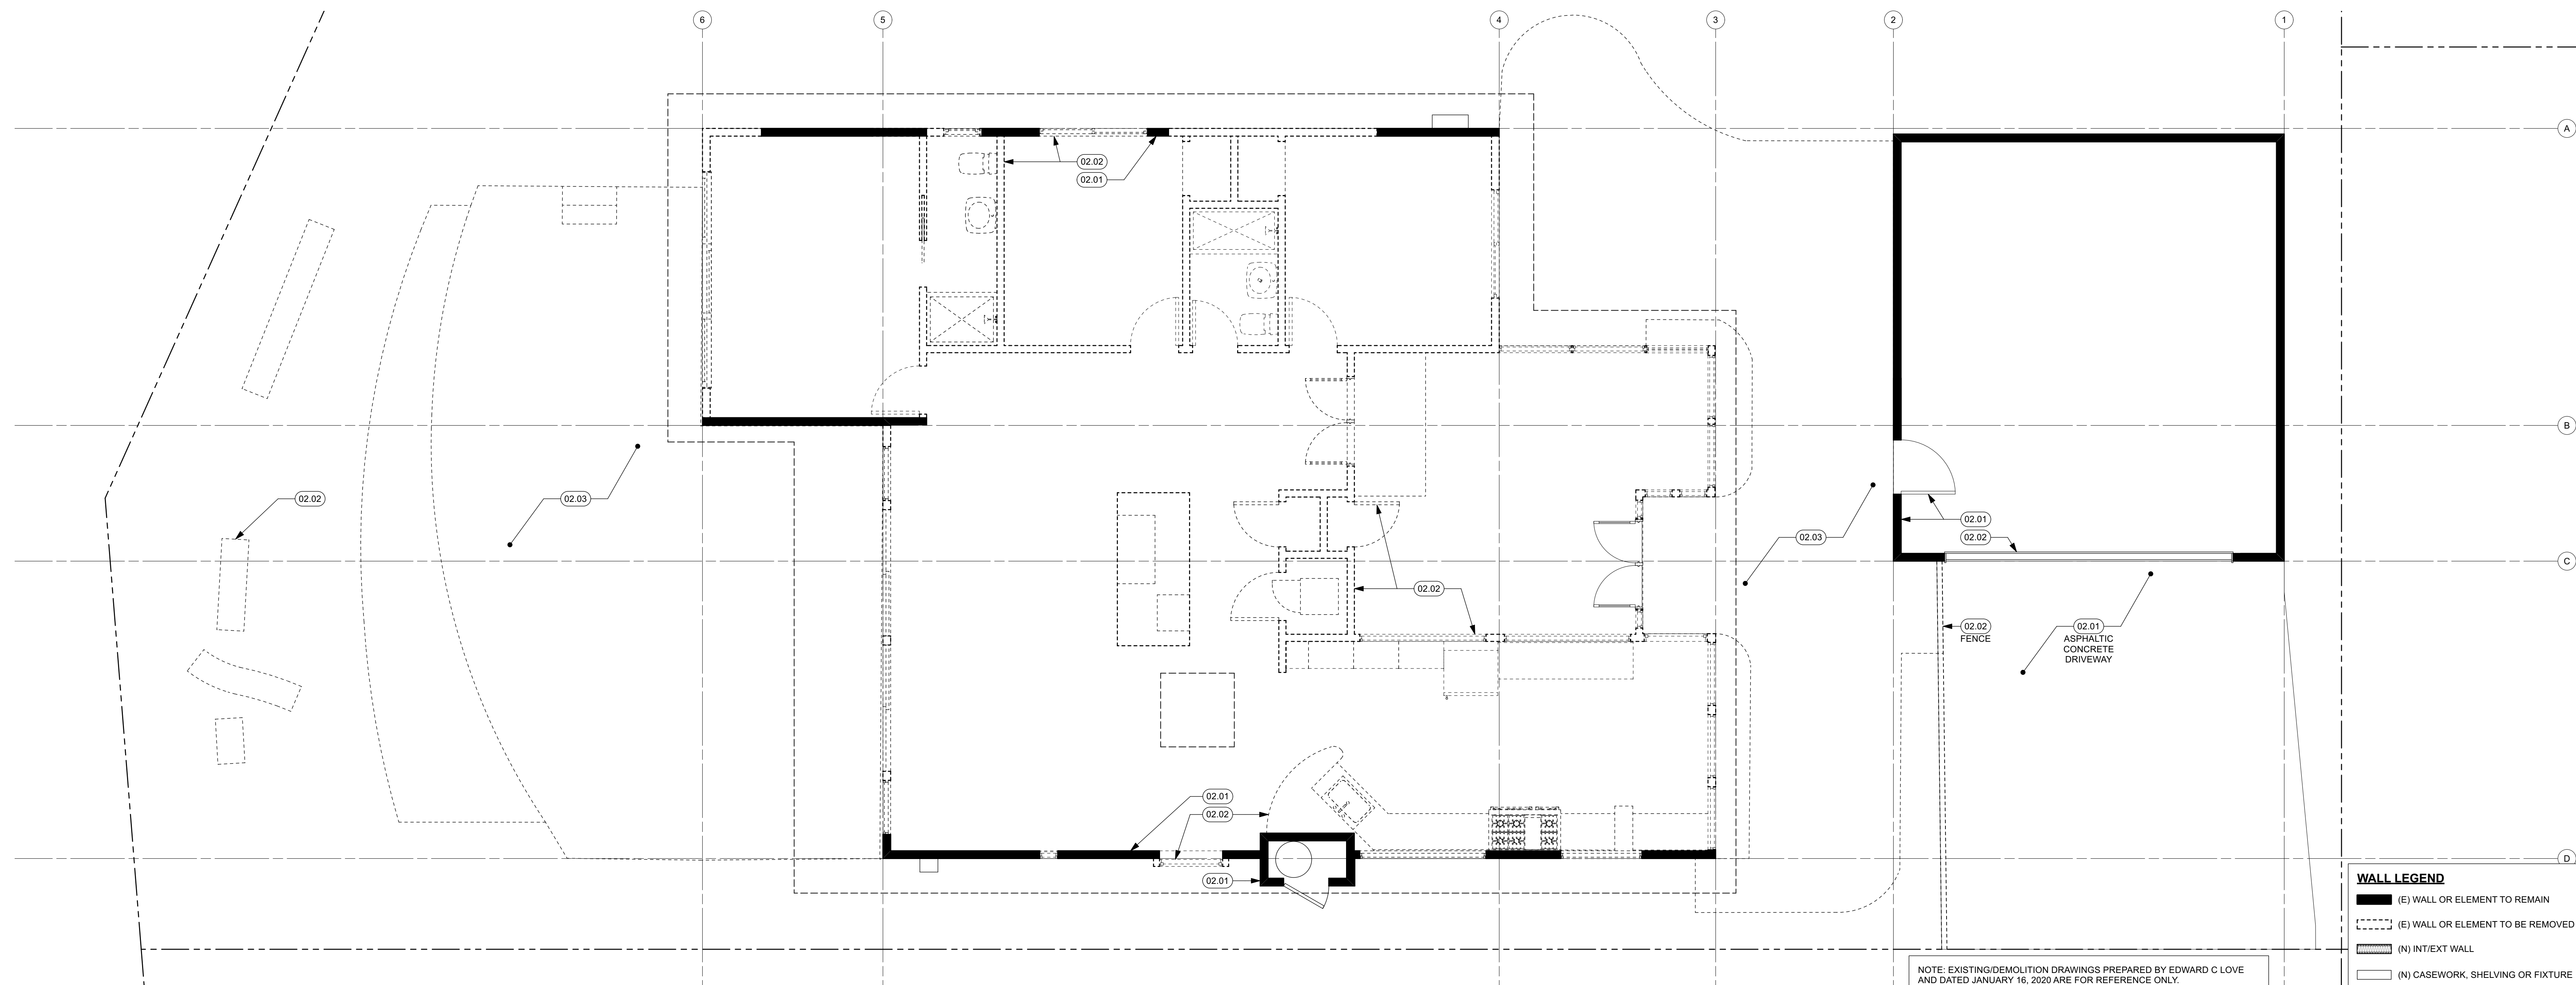 6
5
4
3
2
1
A
02.02
02.01
B
02.02
02.03
02.03
02.01
02.02
C
02.02
02.02
FENCE
02.01
ASPHALTIC
CONCRETE
DRIVEWAY
02.01
02.02
D
02.01
WALL LEGEND
(E) WALL OR ELEMENT TO REMAIN
(E) WALL OR ELEMENT TO BE REMOVED
(N) INT/EXT WALL
(N) CASEWORK, SHELVING OR FIXTURE
NOTE: EXISTING/DEMOLITION DRAWINGS PREPARED BY EDWARD C LOVE
AND DATED JANUARY 16, 2020 ARE FOR REFERENCE ONLY.